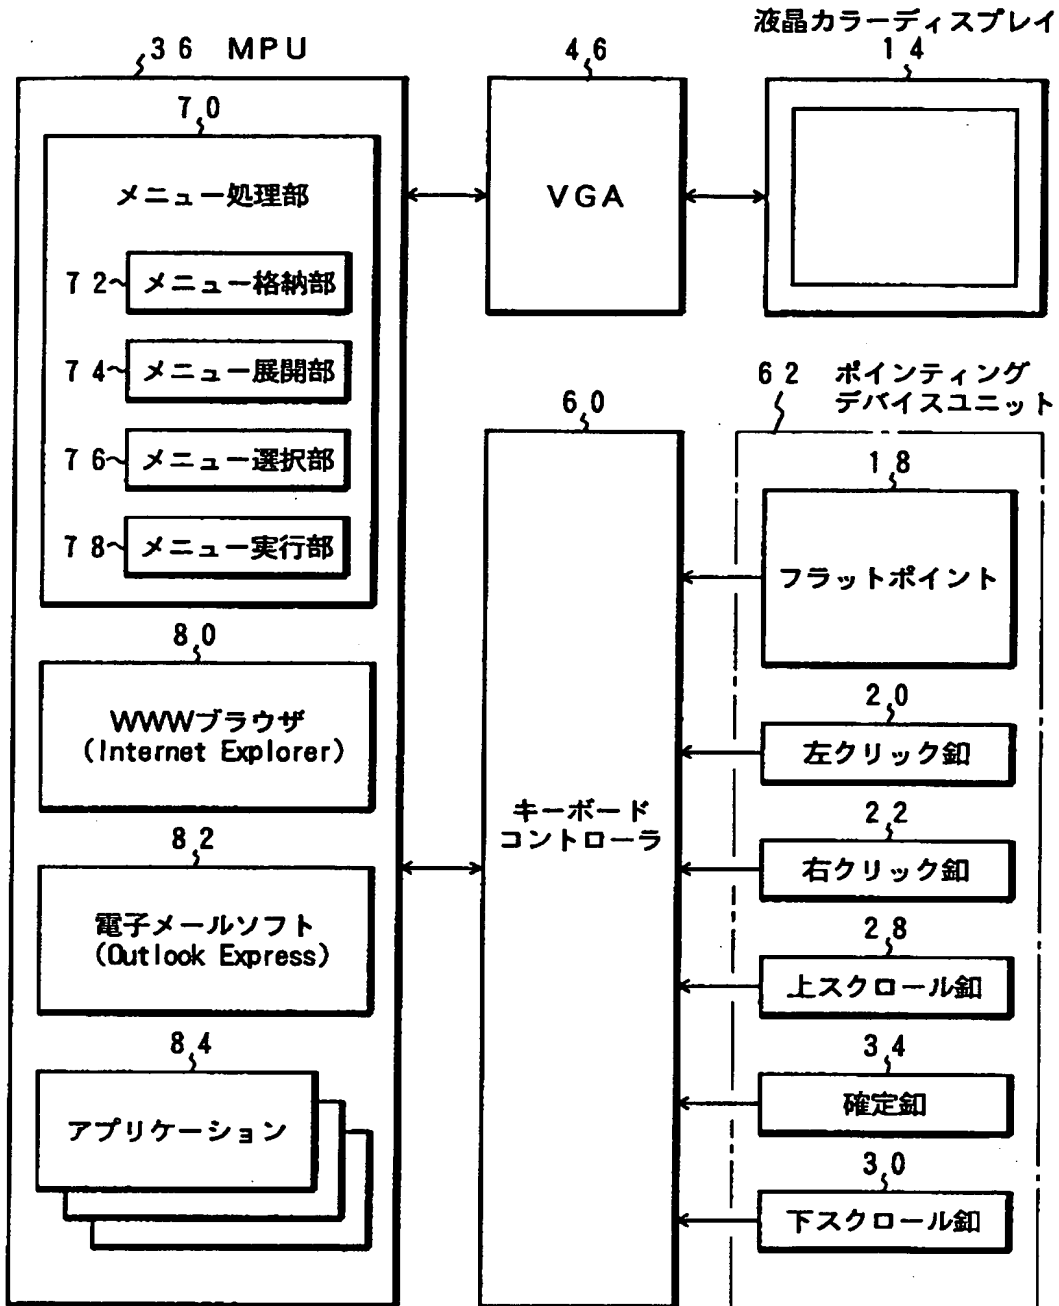 液晶カラーディスプレイ
36 MPU
46
14
70
メニュー処理部
VGA
72 メニュー格納部
74 メニュー展開部
76 メニュー選択部
78 メニュー実行部
62 ポインティング
デバイスユニット
60
18
フラットポイント
80
WWWブラウザ
(Internet Explorer)
20
左クリック釦
キーボード
コントローラ
22
右クリック釦
82
電子メールソフト
(Outlook Express)
28
上スクロール釦
84
アプリケーション
34
確定釦
30
下スクロール釦